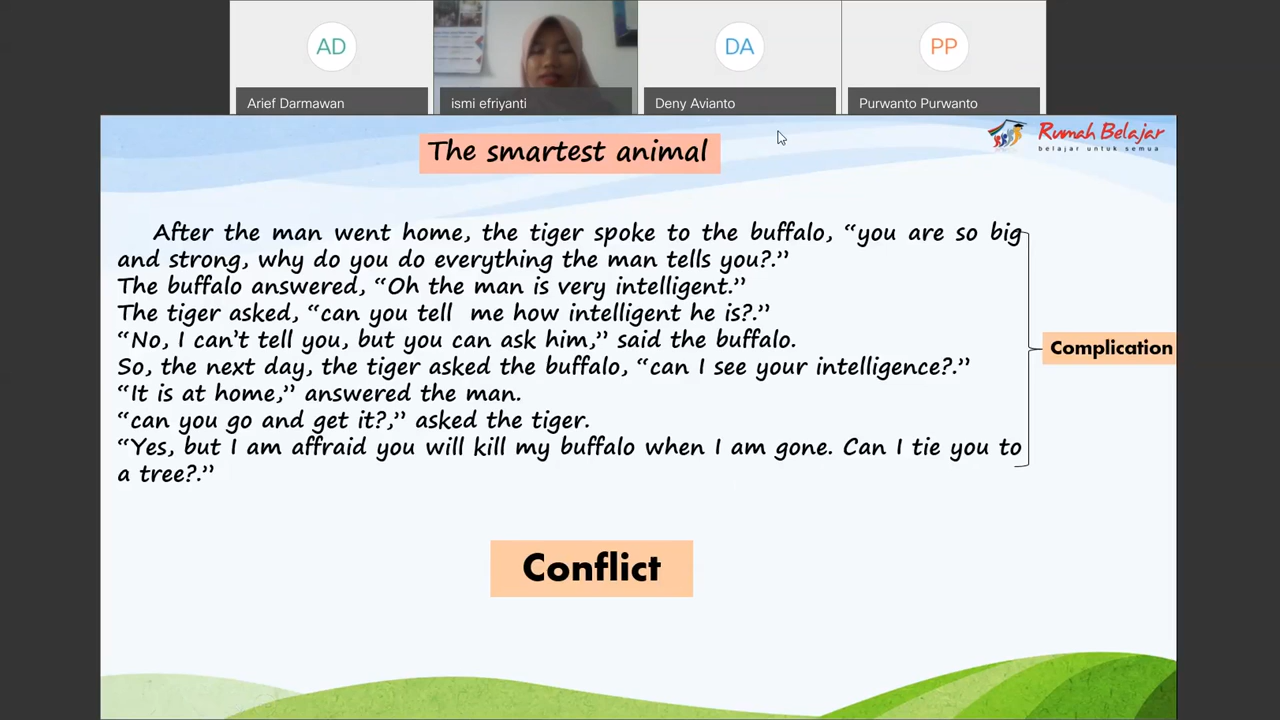 AD
DA
PP
Arief Darmawan
ismi efriyanti
Deny Avianto
Purwanto Purwanto
The smartest animal
Rumah Belajar
belajar untuk semua
After the man went home, the tiger spoke to the buffalo, “you are so big
and strong, why do you do everything the man tells you?.”
The buffalo answered, “Oh the man is very intelligent.”
The tiger asked, “can you tell me how intelligent he is?.”
“No, I can’t tell you, but you can ask him,” said the buffalo.
So, the next day, the tiger asked the buffalo, “can I see your intelligence?.”
“It is at home,” answered the man.
“can you go and get it?,” asked the tiger.
“Yes, but I am affraid you will kill my buffalo when I am gone. Can I tie you to
a tree?.”
Complication
Conflict